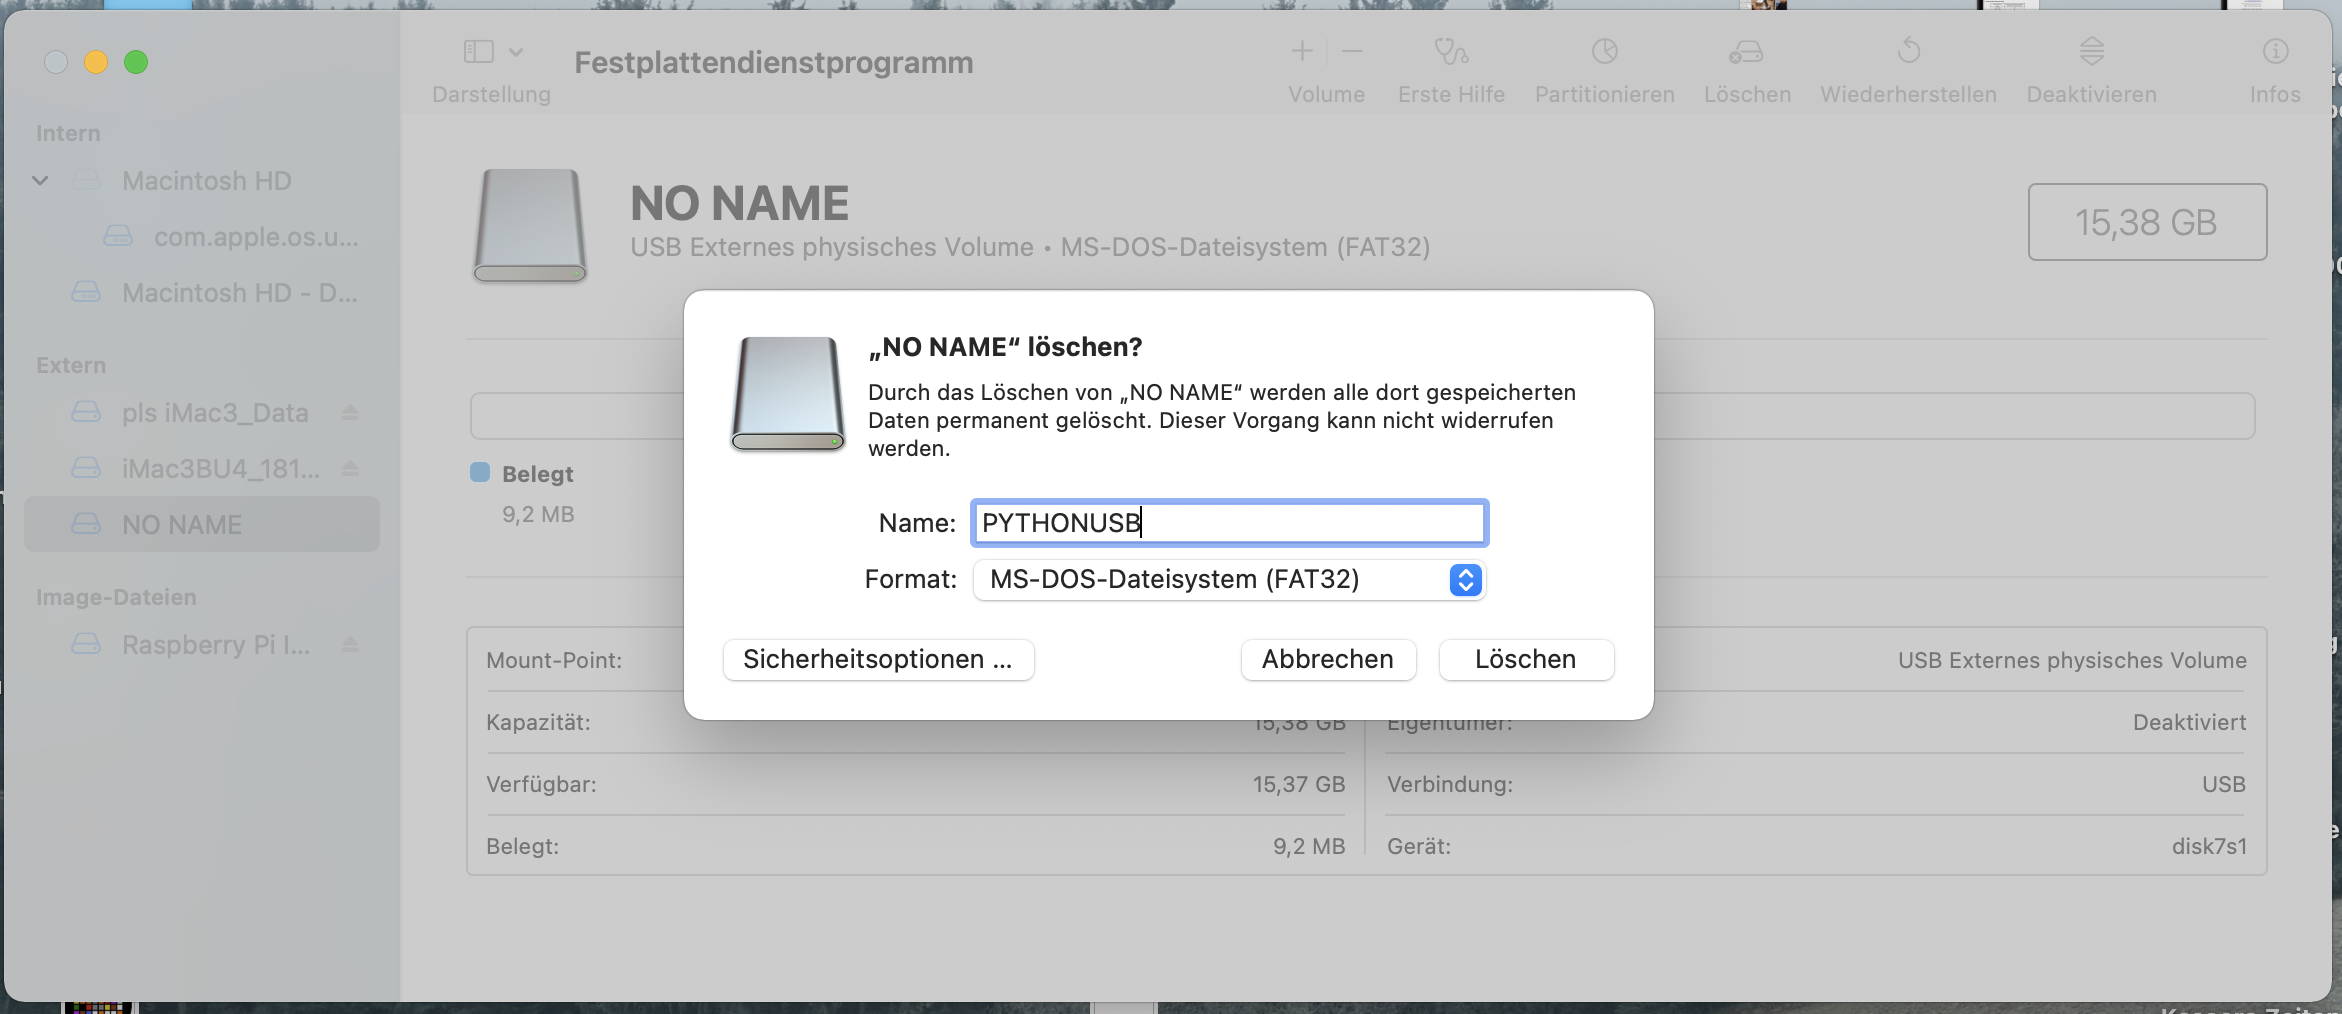 Festplattendienstprogramm
Darstellung
Volume
Erste Hilfe
Partitionieren
Löschen
Wiederherstellen
Deaktivieren
Infos
Intern
Macintosh HD
com.apple.os.u...
Macintosh HD - D...
Extern
pls iMac3_Data
iMac3BU4_181...
NO NAME
Image-Dateien
Raspberry Pi I...
NO NAME
USB Externes physisches Volume • MS-DOS-Dateisystem (FAT32)
15,38 GB
„NO NAME“ löschen?
Durch das Löschen von „NO NAME“ werden alle dort gespeicherten
Daten permanent gelöscht. Dieser Vorgang kann nicht widerrufen
werden.
Name: PYTHONUSB
Format: MS-DOS-Dateisystem (FAT32)
Sicherheitsoptionen ...
Abbrechen
Löschen
Belegt
9,2 MB
Mount-Point:
USB Externes physisches Volume
Kapazität: 15,38 GB
Eigentümer: Deaktiviert
Verfügbar: 15,37 GB
Verbindung: USB
Belegt: 9,2 MB
Gerät: disk7s1